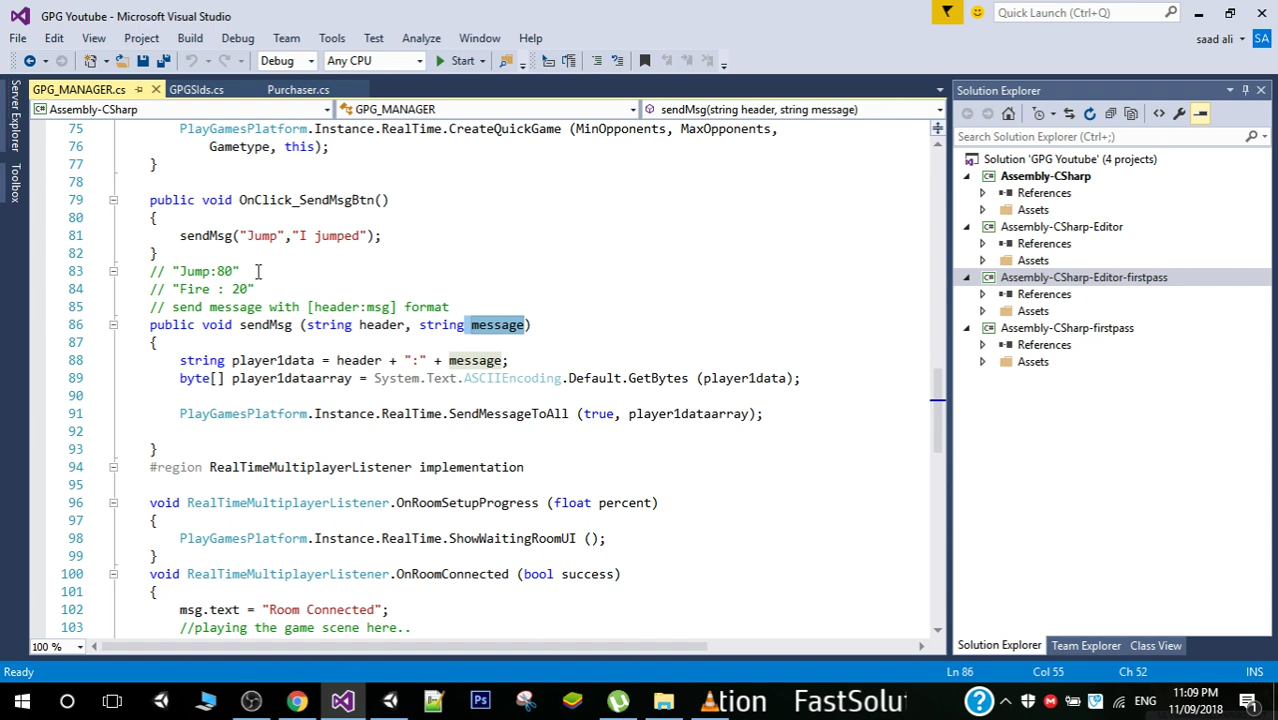 GPG Youtube - Microsoft Visual Studio
Quick Launch (Ctrl+Q)
File Edit View Project Build Debug Team Tools Test Analyze Window Help
saad ali SA
Debug Any CPU Start
Server Explorer
Toolbox
GPG_MANAGER.cs GPGSIds.cs Purchaser.cs
Assembly-CSharp GPG_MANAGER sendMsg(string header, string message)
75 PlayGamesPlatform.Instance.RealTime.CreateQuickGame (MinOpponents, MaxOpponents,
76 Gametype, this);
77 }
78
79 public void OnClick_SendMsgBtn()
80 {
81 sendMsg("Jump","I jumped");
82 }
83 // "Jump:80"
84 // "Fire : 20"
85 // send message with [header:msg] format
86 public void sendMsg (string header, string message)
87 {
88 string player1data = header + ":" + message;
89 byte[] player1dataarray = System.Text.ASCIIEncoding.Default.GetBytes (player1data);
90
91 PlayGamesPlatform.Instance.RealTime.SendMessageToAll (true, player1dataarray);
92
93 }
94 #region RealTimeMultiplayerListener implementation
95
96 void RealTimeMultiplayerListener.OnRoomSetupProgress (float percent)
97 {
98 PlayGamesPlatform.Instance.RealTime.ShowWaitingRoomUI ();
99 }
100 void RealTimeMultiplayerListener.OnRoomConnected (bool success)
101 {
102 msg.text = "Room Connected";
103 //playing the game scene here..
100 %
Solution Explorer
Search Solution Explorer (Ctrl+;)
Solution 'GPG Youtube' (4 projects)
Assembly-CSharp
References
Assets
Assembly-CSharp-Editor
References
Assets
Assembly-CSharp-Editor-firstpass
References
Assets
Assembly-CSharp-firstpass
References
Assets
Solution Explorer Team Explorer Class View
Ready Ln 86 Col 55 Ch 52 INS
Ps
tion FastSolu
ENG
11:09 PM
11/09/2018
1